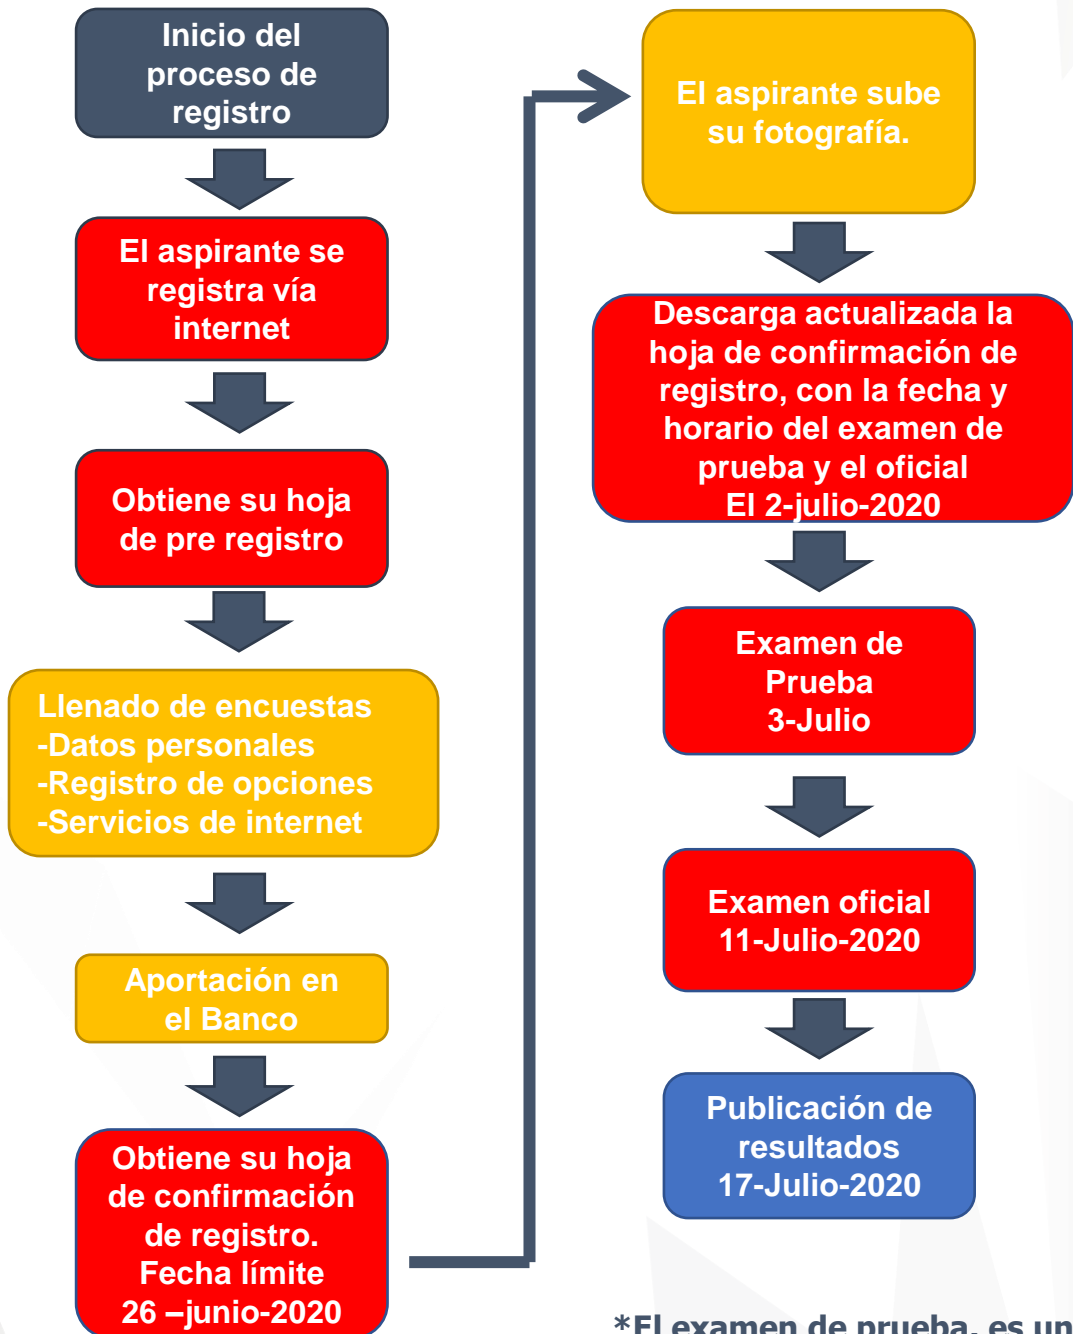 Inicio del
proceso de
registro
El aspirante se
registra vía
internet
Obtiene su hoja
de pre registro
Llenado de encuestas
-Datos personales
-Registro de opciones
-Servicios de internet
Aportación en
el Banco
Obtiene su hoja
de confirmación
de registro.
Fecha límite
26 –junio-2020
El aspirante sube
su fotografía.
Descarga actualizada la
hoja de confirmación de
registro, con la fecha y
horario del examen de
prueba y el oficial
El 2-julio-2020
Examen de
Prueba
3-Julio
Examen oficial
11-Julio-2020
Publicación de
resultados
17-Julio-2020
*El examen de prueba, es un